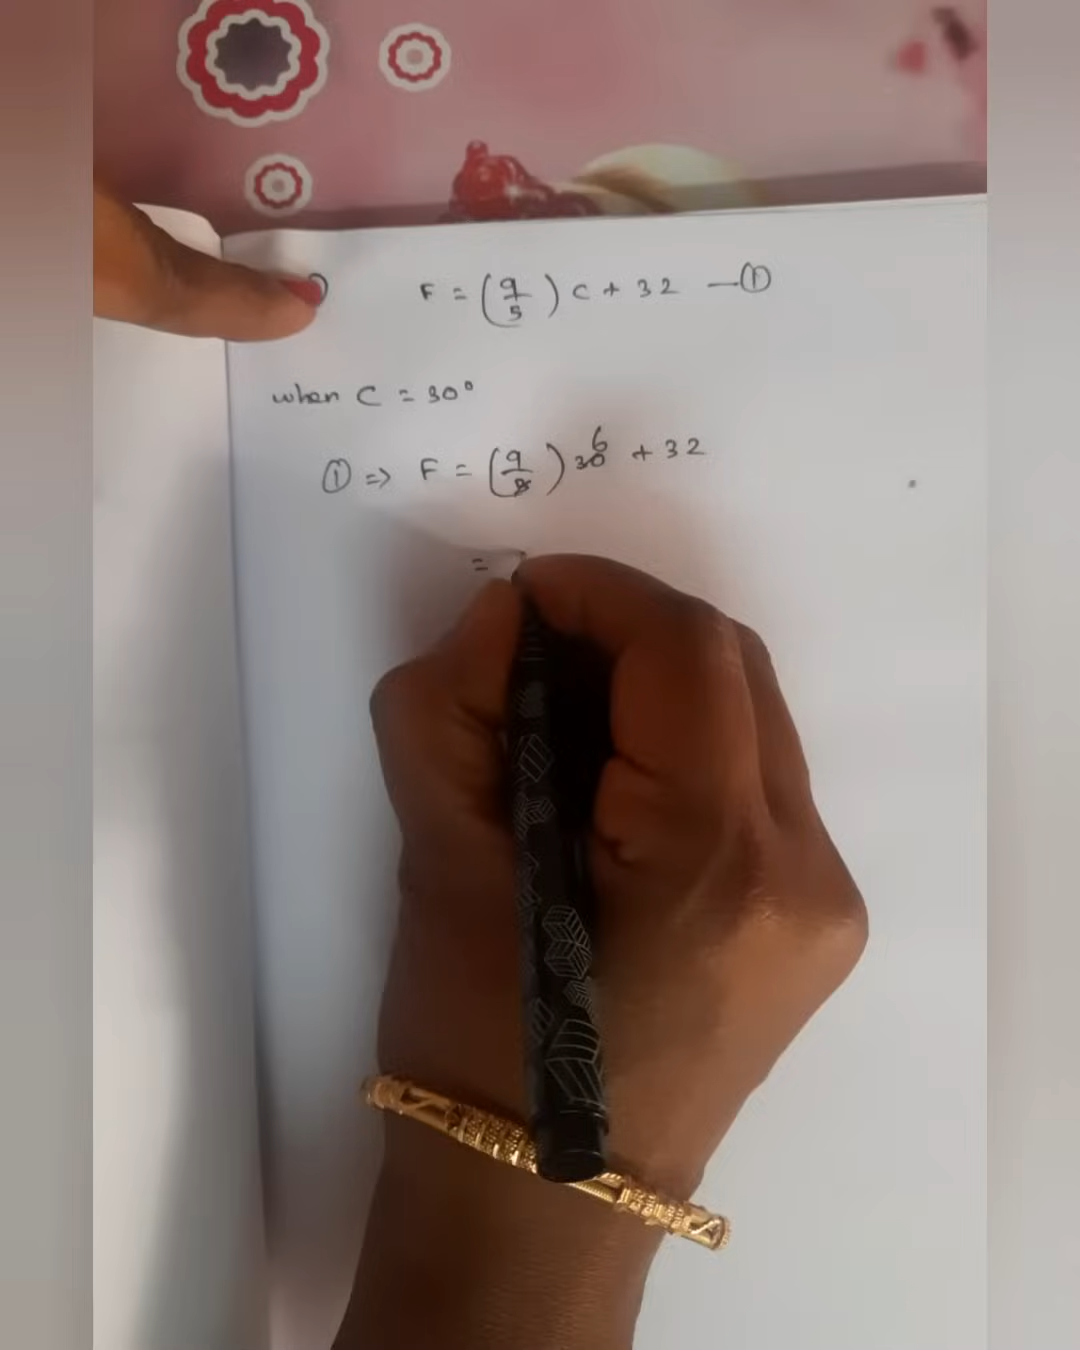 F = (9/5) C + 32 —①
when C = 30°
① => F = (9/5) 30 6 + 32
=